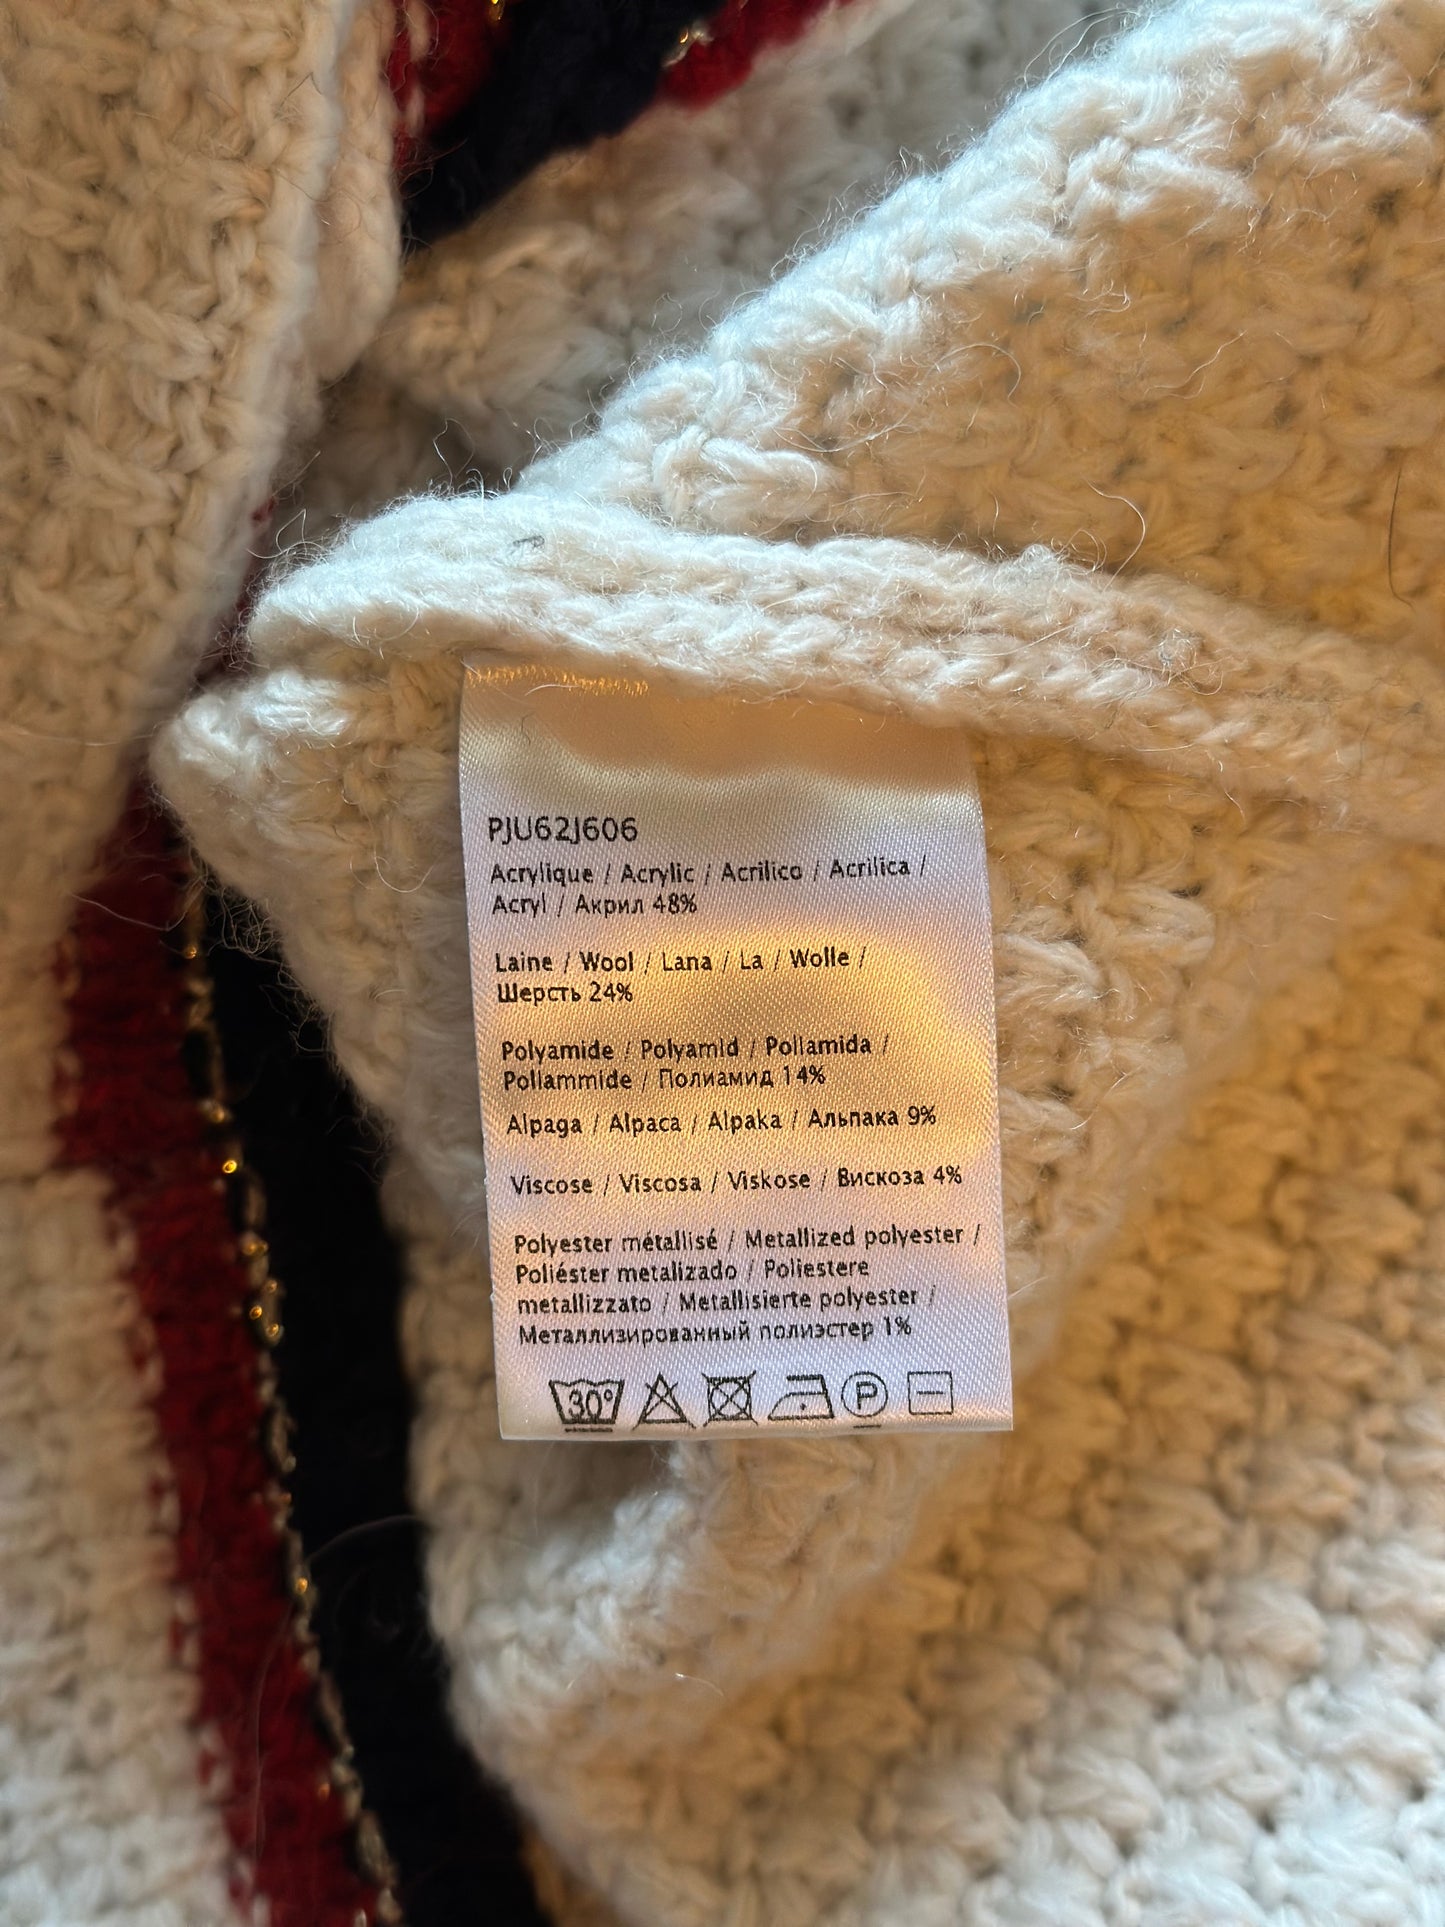 PJU62J606
Acrylique / Acrylic / Acrilico / Acrilica /
Acryl / Акрил 48%
Laine / Wool / Lana / La / Wolle /
Шерсть 24%
Polyamide / Polyamid / Poliamida /
Poliammide / Полиамид 14%
Alpaga / Alpaca / Alpaka / Альпака 9%
Viscose / Viscosa / Viskose / Вискоза 4%
Polyester métallisé / Metallized polyester /
Poliéster metalizado / Poliestere
metallizzato / Metallisierte polyester /
Металлизированный полиэстер 1%
30° P